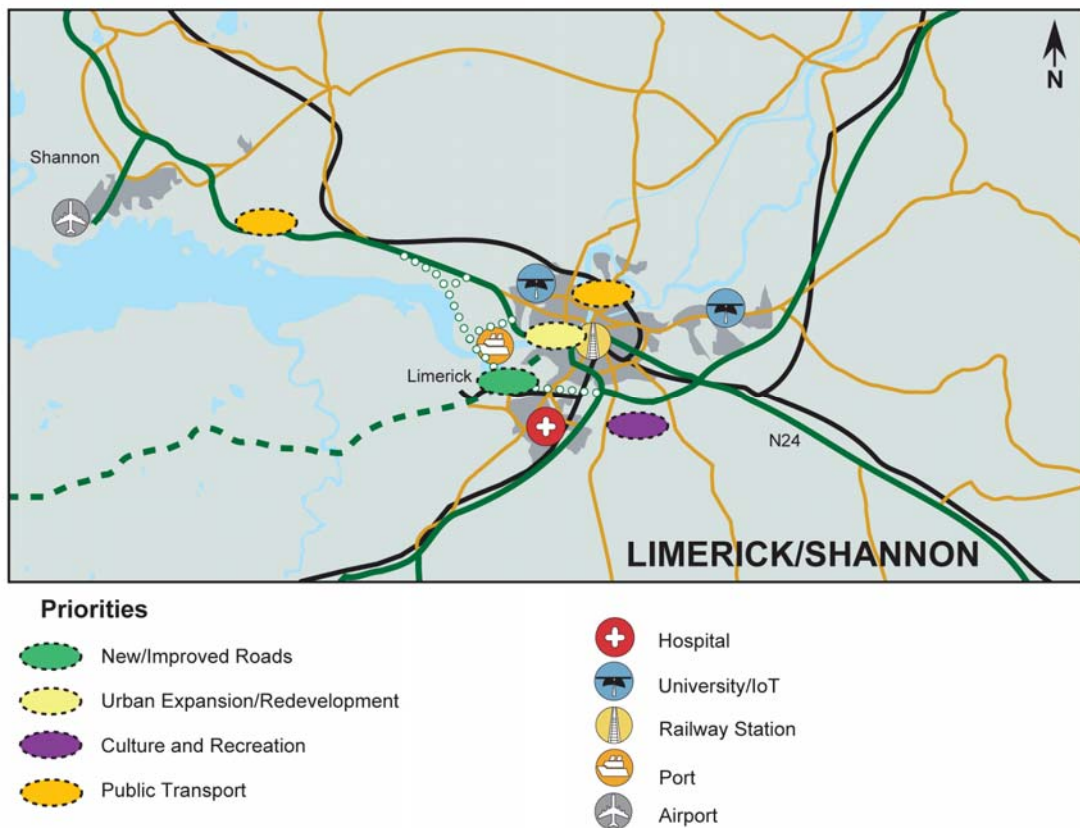 N
Shannon
Limerick
N24
LIMERICK/SHANNON
Priorities
New/Improved Roads
Urban Expansion/Redevelopment
Culture and Recreation
Public Transport
Hospital
University/IoT
Railway Station
Port
Airport